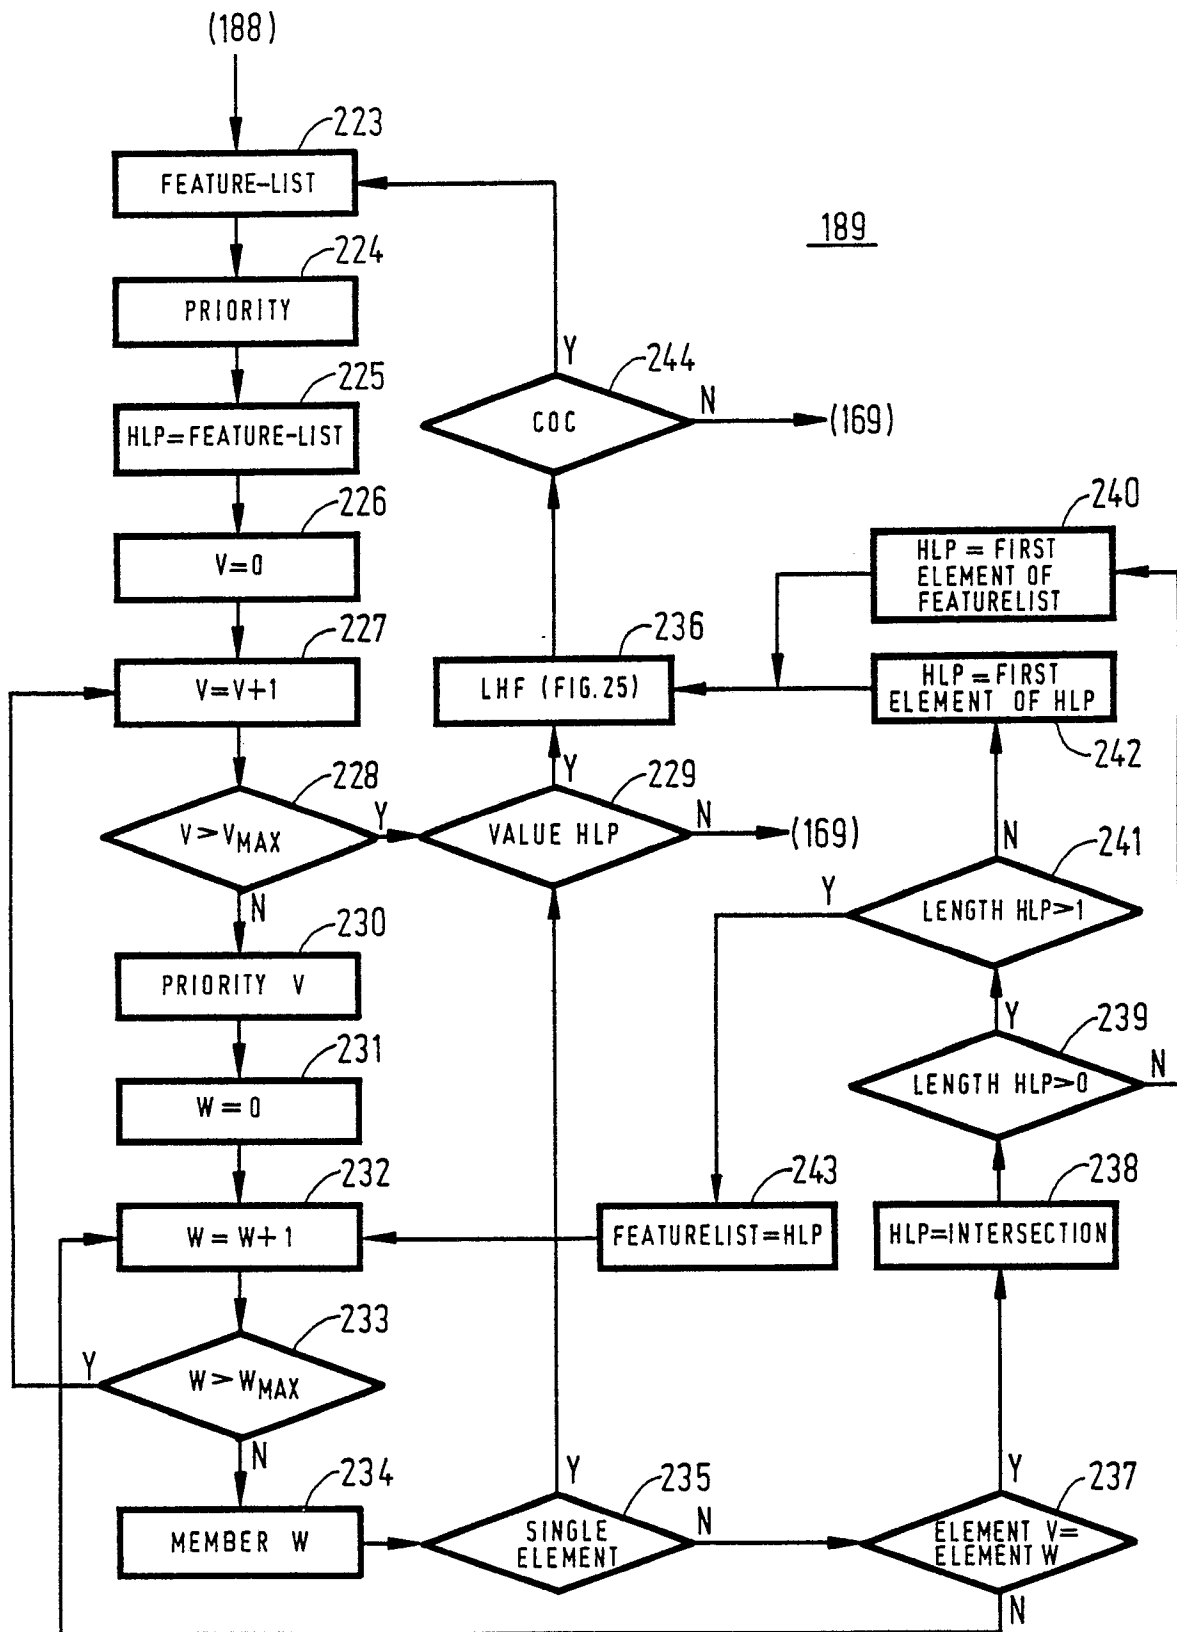 (188)
223
FEATURE-LIST
189
224
PRIORITY
Y
244
COC
N
(169)
225
HLP=FEATURE-LIST
226
V=0
240
HLP = FIRST
ELEMENT OF
FEATURELIST
227
V=V+1
236
LHF (FIG.25)
HLP = FIRST
ELEMENT OF HLP
242
228
V>VMAX
Y
N
Y
229
VALUE HLP
N
(169)
N
241
LENGTH HLP>1
Y
230
PRIORITY V
Y
239
LENGTH HLP>0
N
231
W=0
232
W=W+1
243
FEATURELIST=HLP
238
HLP=INTERSECTION
233
W>WMAX
Y
N
234
MEMBER W
Y
235
SINGLE
ELEMENT
N
Y
237
ELEMENT V=
ELEMENT W
N